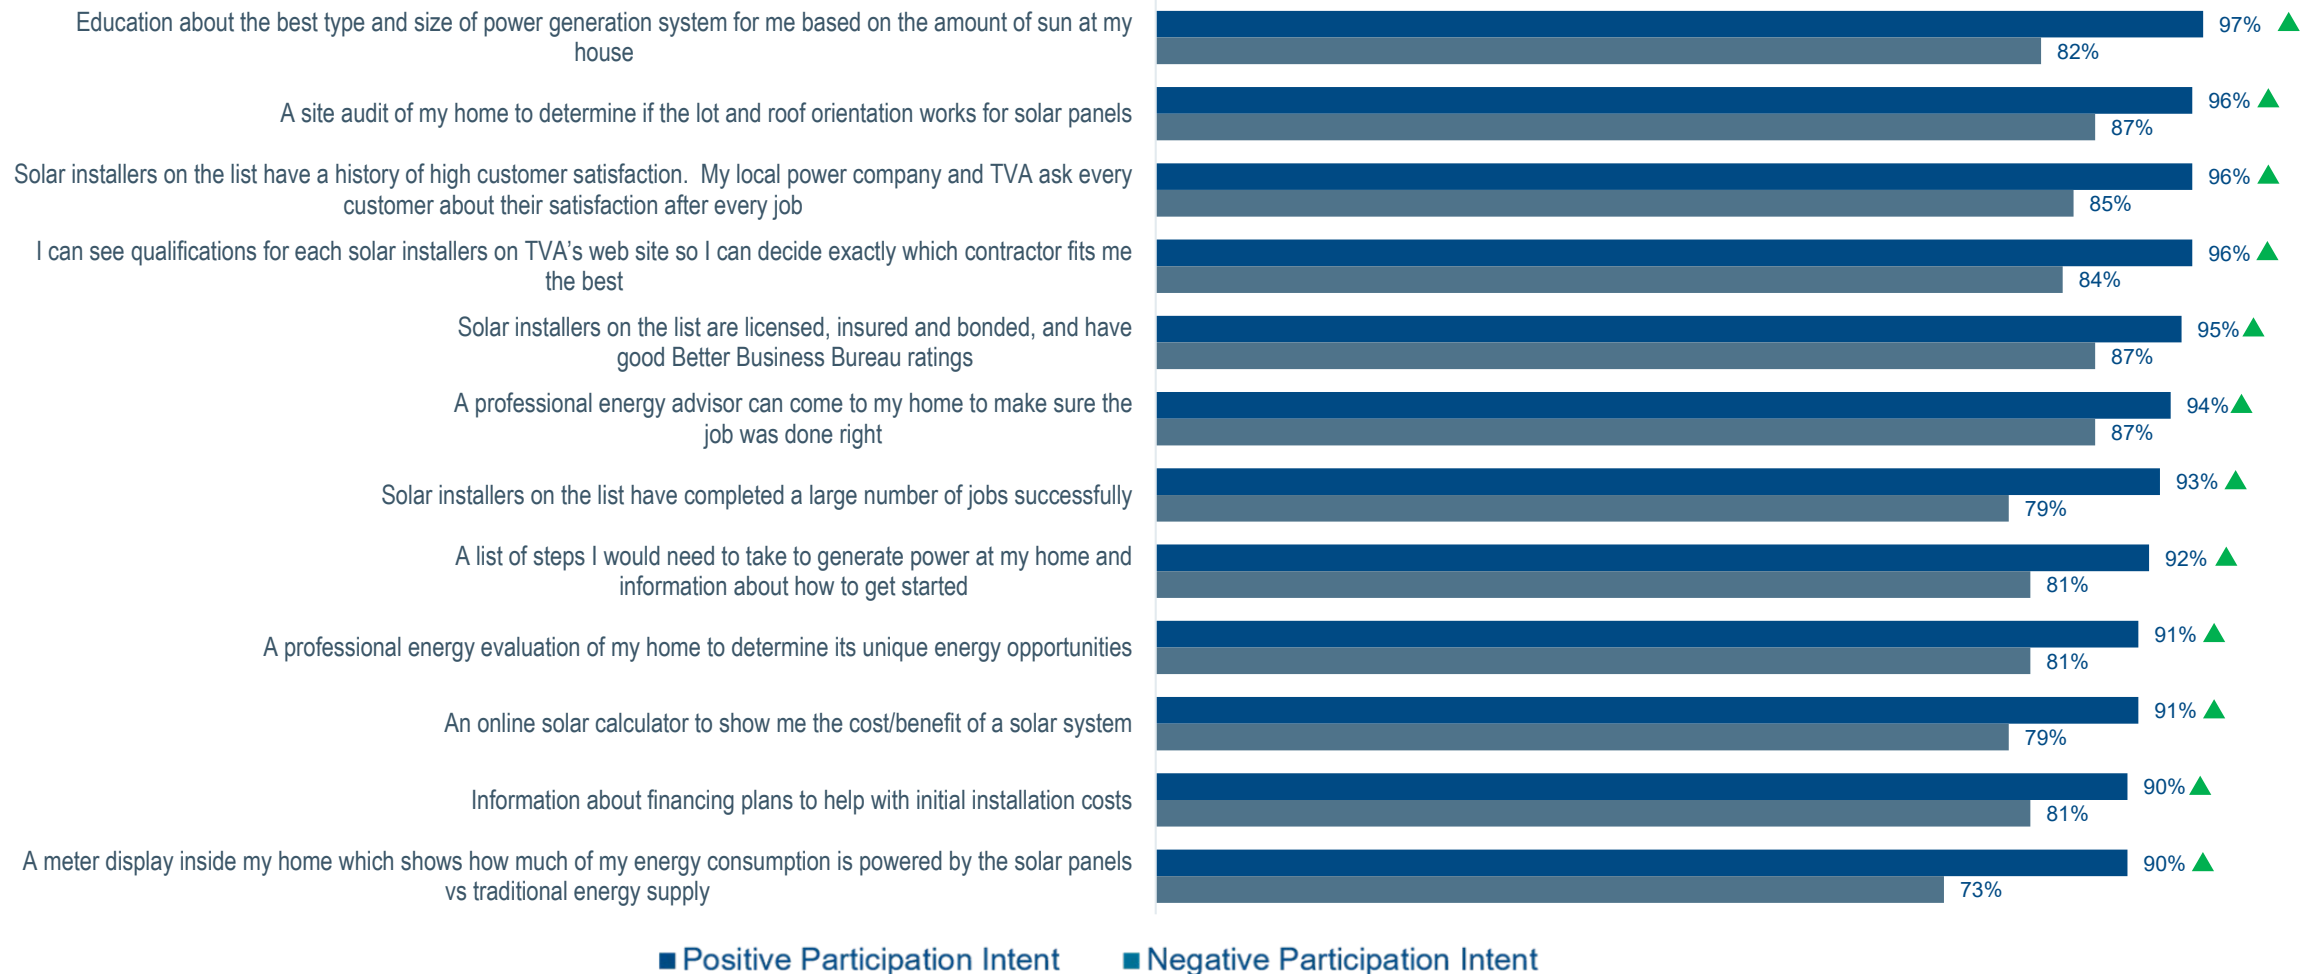 Education about the best type and size of power generation system for me based on the amount of sun at my
house
97%
82%
A site audit of my home to determine if the lot and roof orientation works for solar panels
96%
87%
Solar installers on the list have a history of high customer satisfaction.  My local power company and TVA ask every
customer about their satisfaction after every job
96%
85%
I can see qualifications for each solar installers on TVA’s web site so I can decide exactly which contractor fits me
the best
96%
84%
Solar installers on the list are licensed, insured and bonded, and have
good Better Business Bureau ratings
95%
87%
A professional energy advisor can come to my home to make sure the
job was done right
94%
87%
Solar installers on the list have completed a large number of jobs successfully
93%
79%
A list of steps I would need to take to generate power at my home and
information about how to get started
92%
81%
A professional energy evaluation of my home to determine its unique energy opportunities
91%
81%
An online solar calculator to show me the cost/benefit of a solar system
91%
79%
Information about financing plans to help with initial installation costs
90%
81%
A meter display inside my home which shows how much of my energy consumption is powered by the solar panels
vs traditional energy supply
90%
73%
Positive Participation Intent
Negative Participation Intent